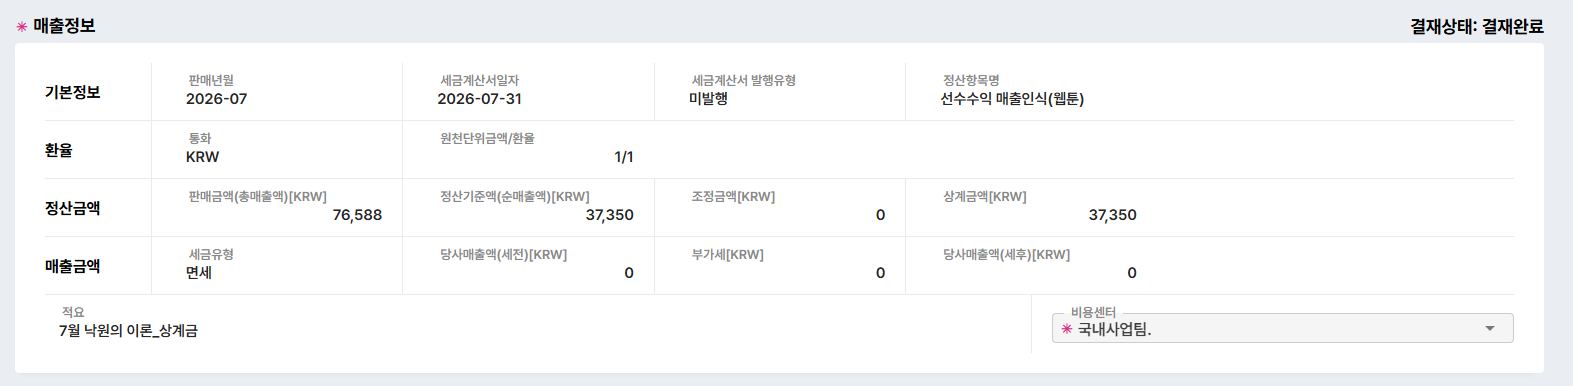 ✳ 매출정보
결재상태: 결재완료
기본정보
판매년월
2026-07
세금계산서일자
2026-07-31
세금계산서 발행유형
미발행
정산항목명
선수수익 매출인식(웹툰)
환율
통화
KRW
원천단위금액/환율
1/1
정산금액
판매금액(총매출액)[KRW]
76,588
정산기준액(순매출액)[KRW]
37,350
조정금액[KRW]
0
상계금액[KRW]
37,350
매출금액
세금유형
면세
당사매출액(세전)[KRW]
0
부가세[KRW]
0
당사매출액(세후)[KRW]
0
적요
7월 낙원의 이론_상계금
비용센터
✳ 국내사업팀.